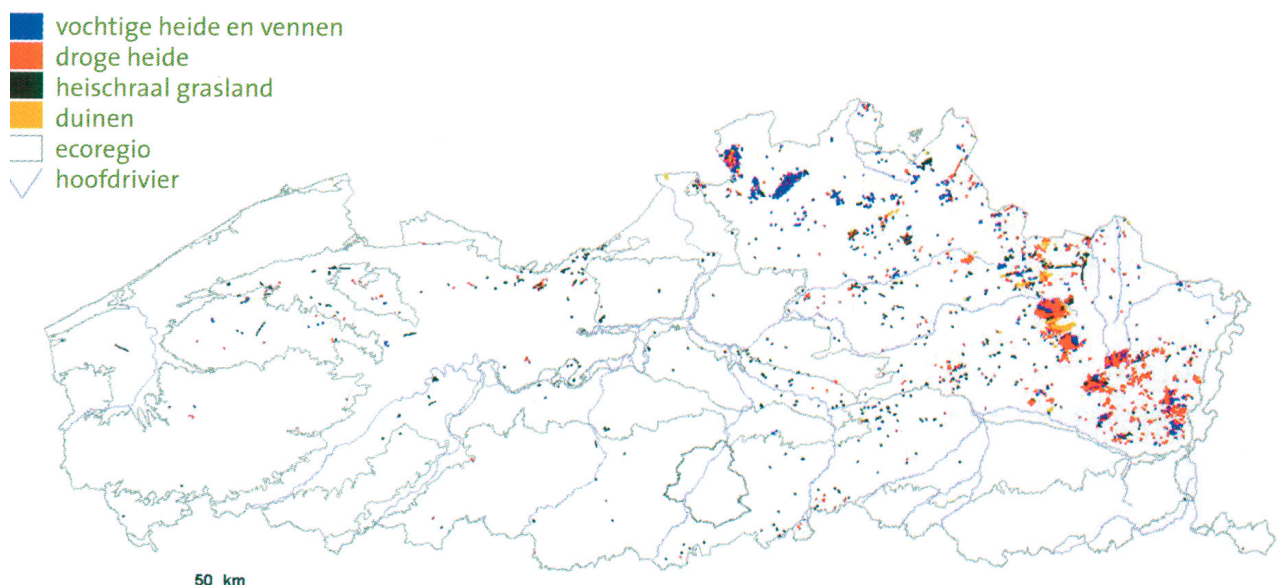 vochtige heide en vennen
droge heide
heischraal grasland
duinen
ecoregio
hoofdrivier
50 km